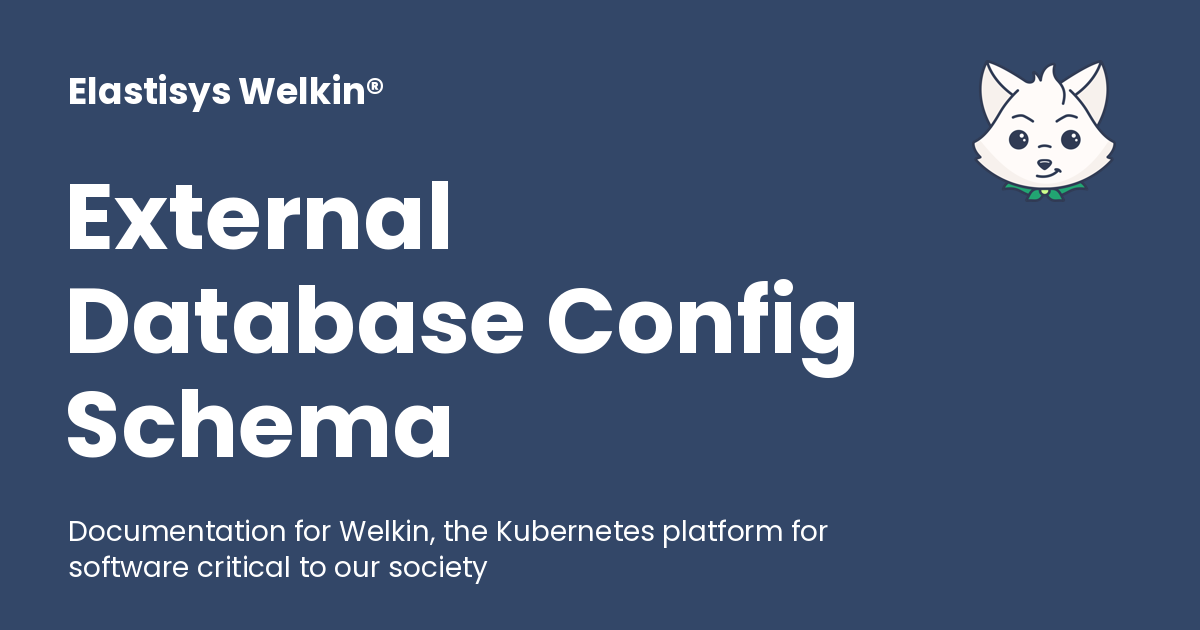 Elastisys Welkin®
External
Database Config
Schema
Documentation for Welkin, the Kubernetes platform for
software critical to our society